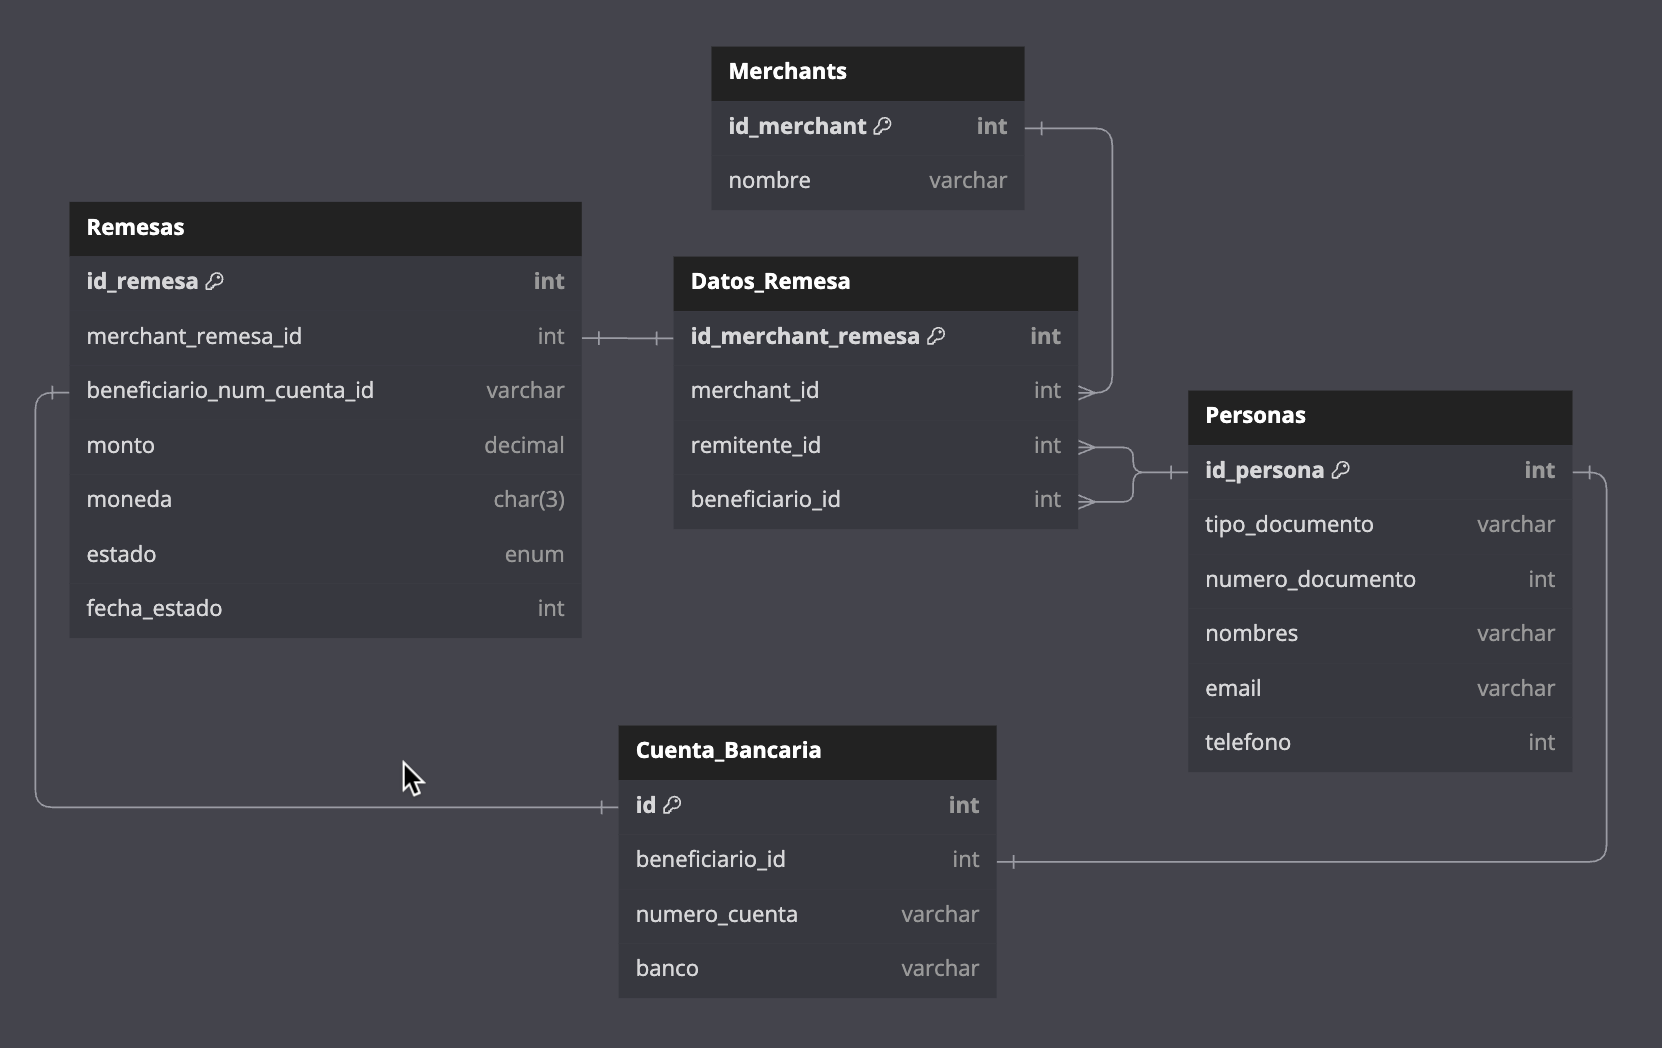 Merchants
id_merchant int
nombre varchar
Remesas
id_remesa int
merchant_remesa_id int
beneficiario_num_cuenta_id varchar
monto decimal
moneda char(3)
estado enum
fecha_estado int
Datos_Remesa
id_merchant_remesa int
merchant_id int
remitente_id int
beneficiario_id int
Personas
id_persona int
tipo_documento varchar
numero_documento int
nombres varchar
email varchar
telefono int
Cuenta_Bancaria
id int
beneficiario_id int
numero_cuenta varchar
banco varchar